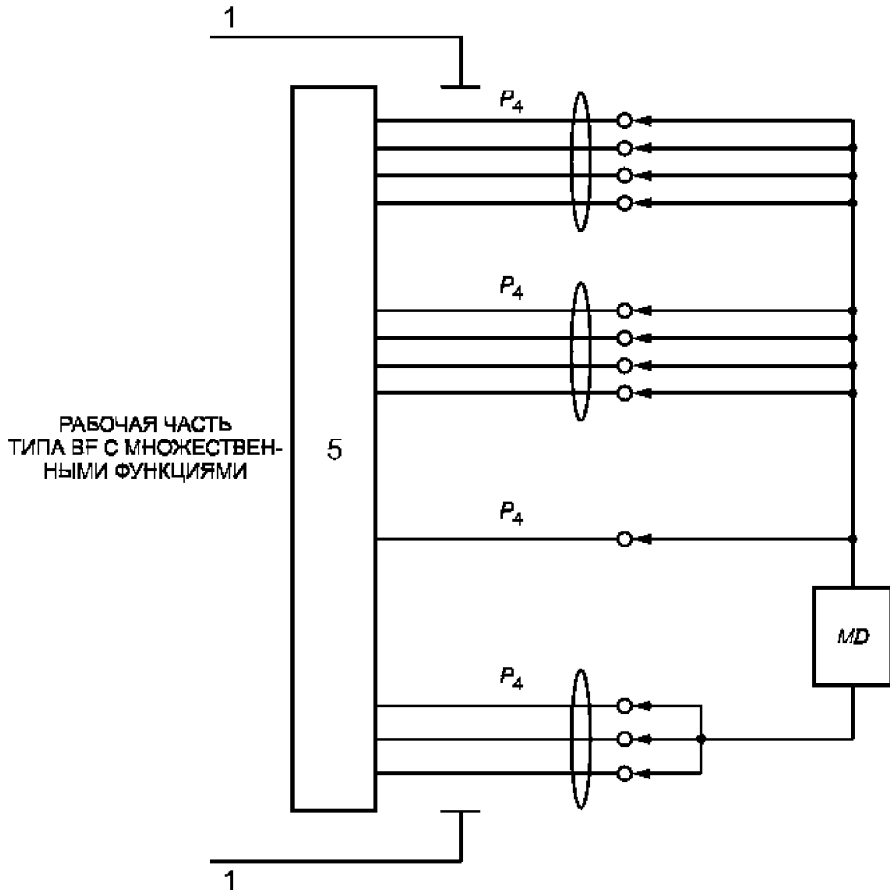 1
P4
P4
РАБОЧАЯ ЧАСТЬ
ТИПА BF С МНОЖЕСТВЕН-
НЫМИ ФУНКЦИЯМИ
5
P4
MD
P4
1